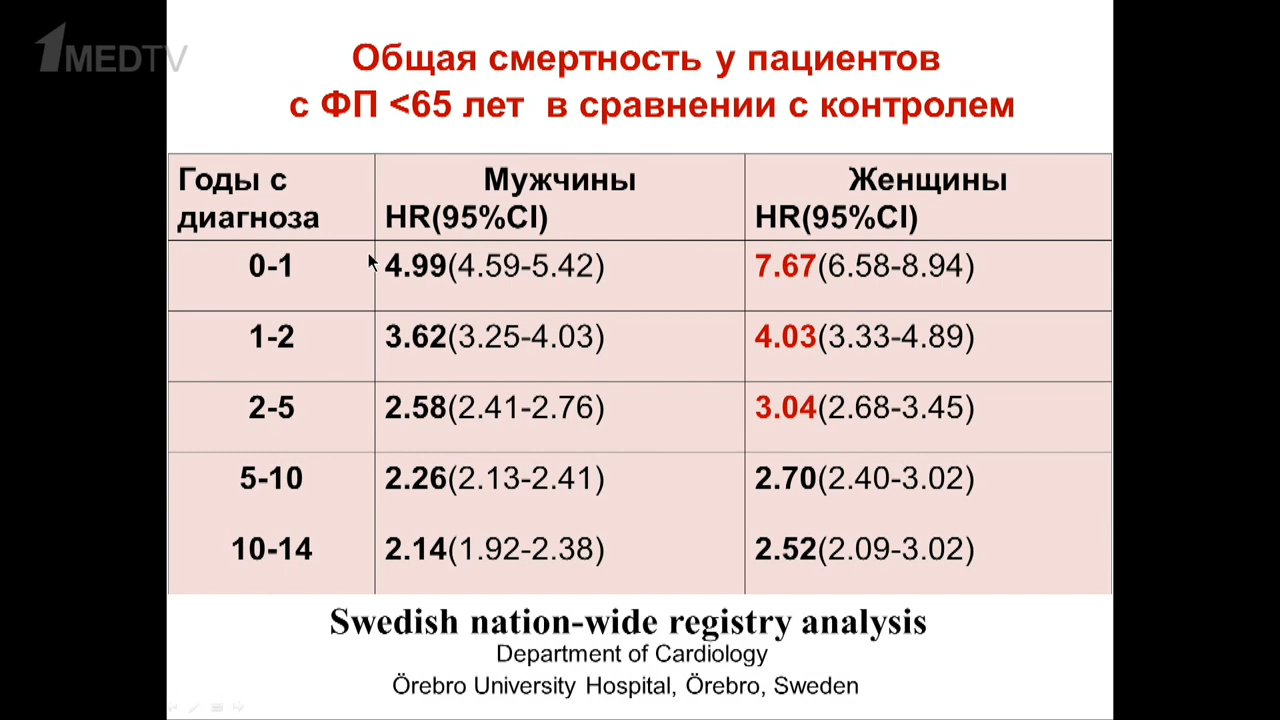 1MEDTV
Общая смертность у пациентов
с ФП <65 лет в сравнении с контролем
Годы с
диагноза
Мужчины
HR(95%CI)
Женщины
HR(95%CI)
0-1
4.99(4.59-5.42)
7.67(6.58-8.94)
1-2
3.62(3.25-4.03)
4.03(3.33-4.89)
2-5
2.58(2.41-2.76)
3.04(2.68-3.45)
5-10
2.26(2.13-2.41)
2.70(2.40-3.02)
10-14
2.14(1.92-2.38)
2.52(2.09-3.02)
Swedish nation-wide registry analysis
Department of Cardiology
Örebro University Hospital, Örebro, Sweden